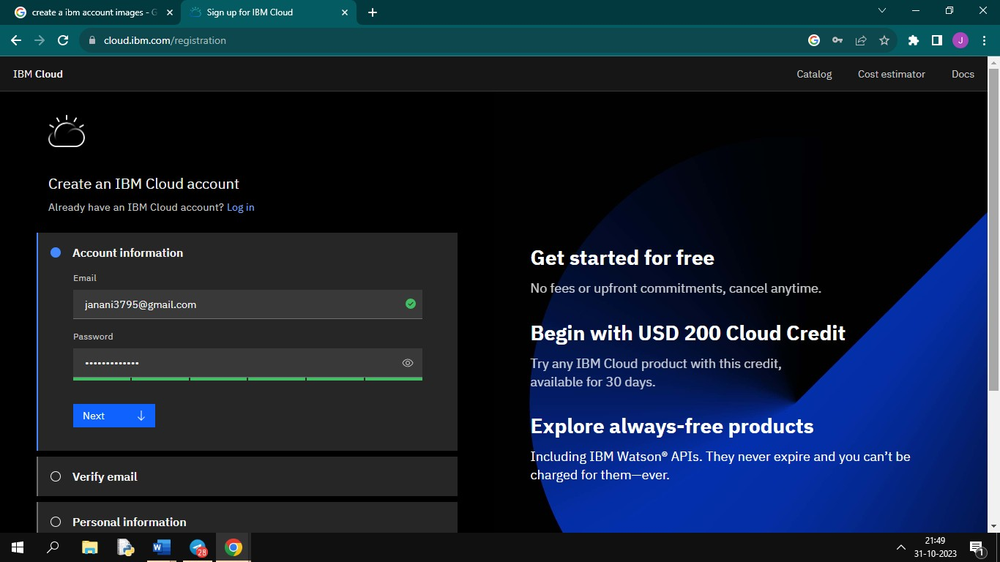 create a ibm account images - G
Sign up for IBM Cloud
cloud.ibm.com/registration
J
IBM Cloud
Catalog
Cost estimator
Docs
Create an IBM Cloud account
Already have an IBM Cloud account? Log in
Account information
Email
janani3795@gmail.com
Password
•••••••••••••
Next
Verify email
Personal information
Get started for free
No fees or upfront commitments, cancel anytime.
Begin with USD 200 Cloud Credit
Try any IBM Cloud product with this credit,
available for 30 days.
Explore always-free products
Including IBM Watson® APIs. They never expire and you can’t be
charged for them—ever.
28
21:49
31-10-2023
1